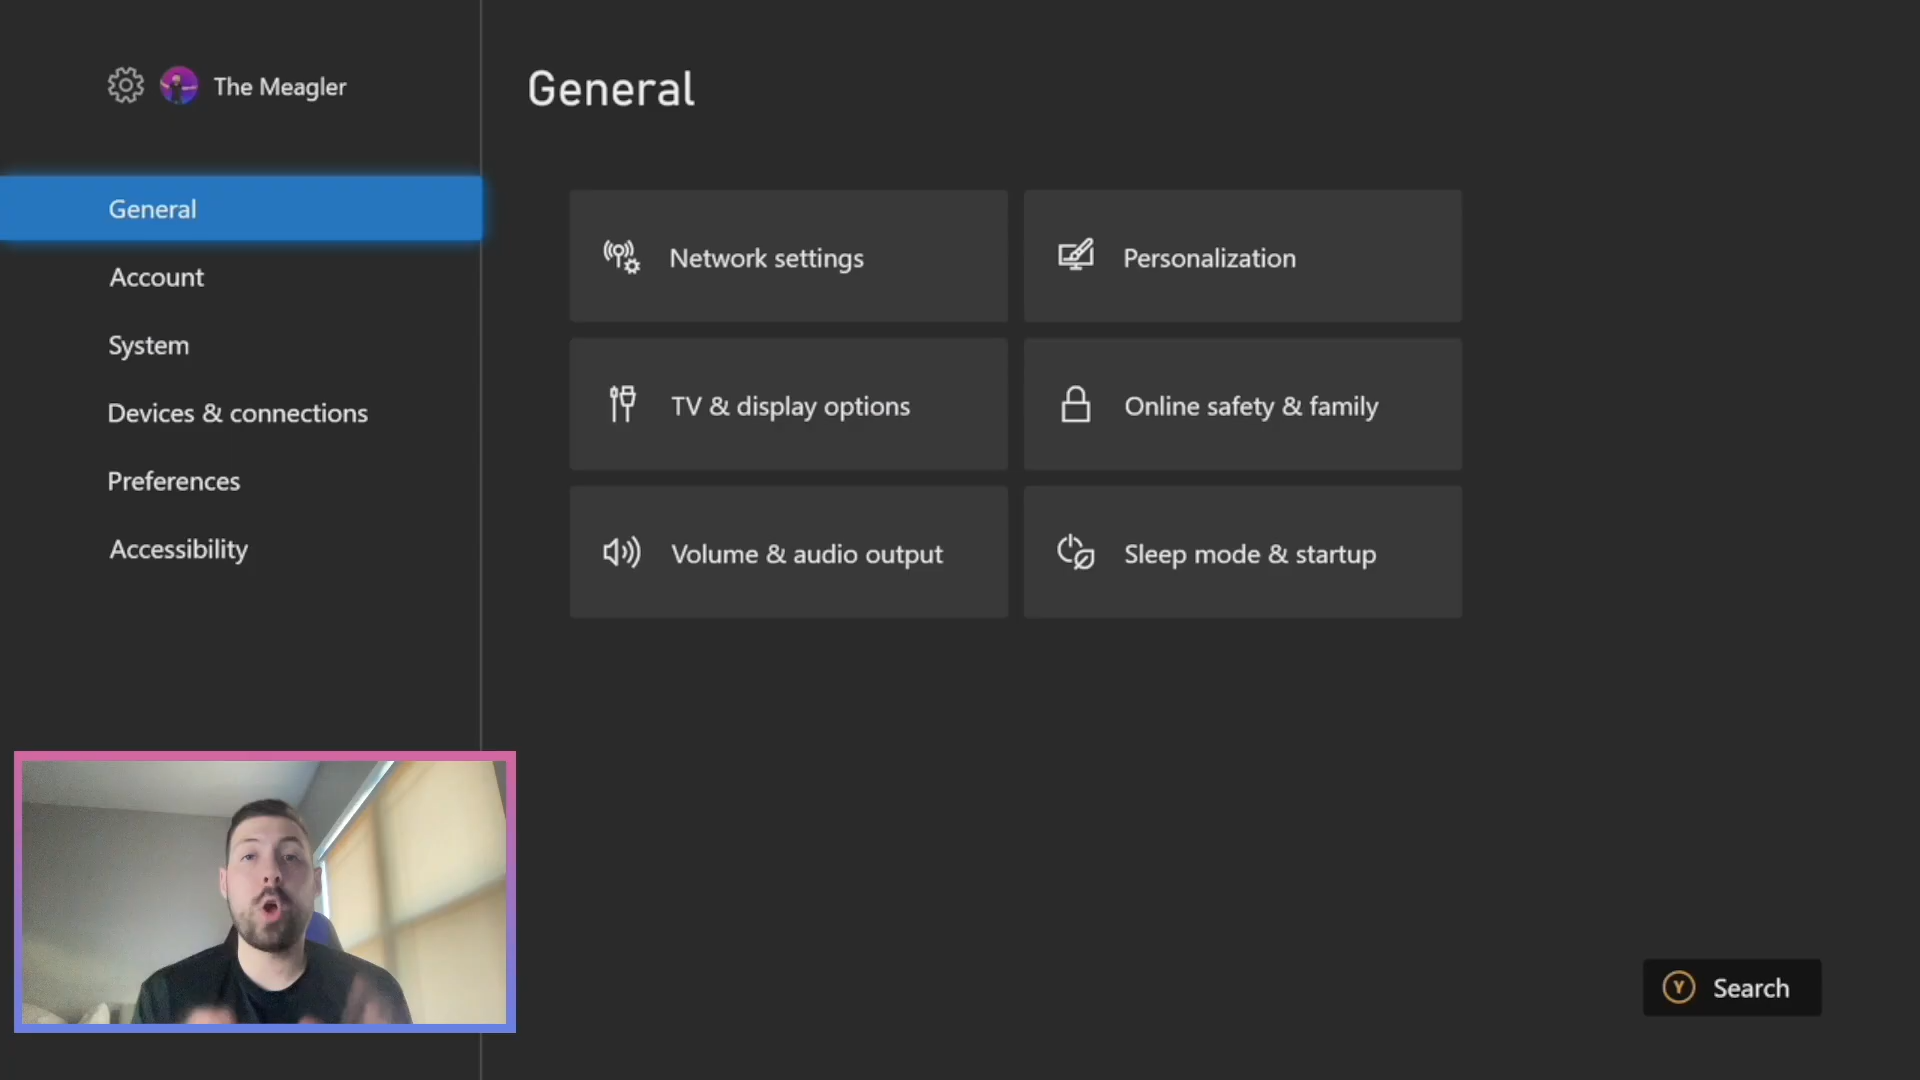 The Meagler
General
Account
System
Devices & connections
Preferences
Accessibility
General
Network settings
Personalization
TV & display options
Online safety & family
Volume & audio output
Sleep mode & startup
Y Search